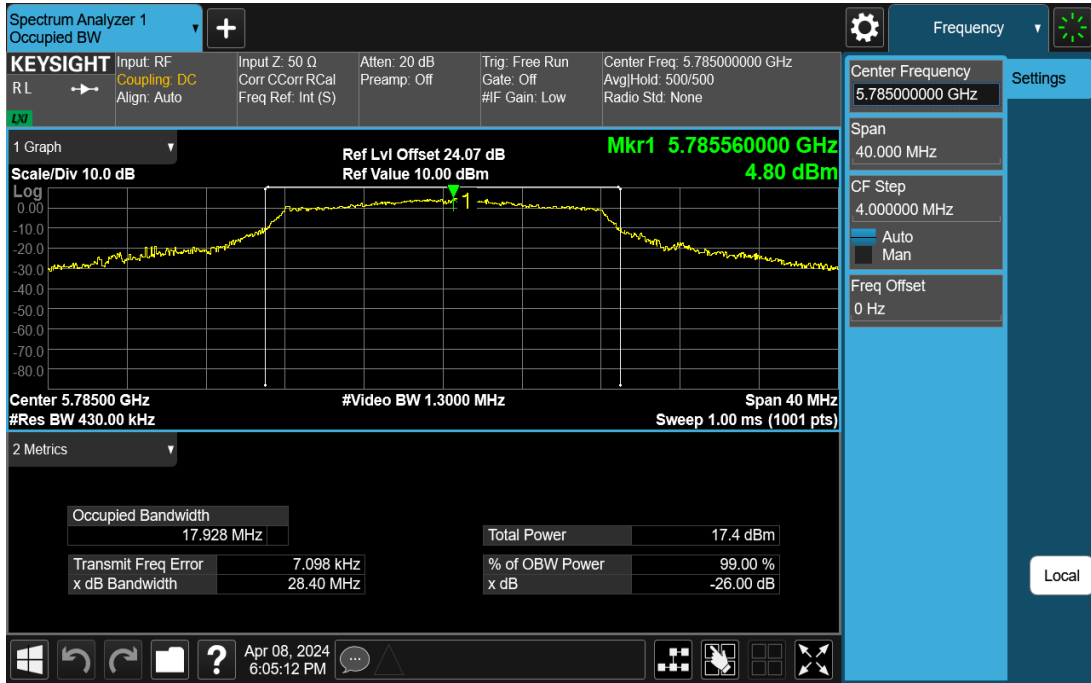 Spectrum Analyzer 1
Occupied BW
+
Frequency
KEYSIGHT
R L
LXI
Input: RF
Coupling: DC
Align: Auto
Input Z: 50 Ω
Corr CCorr RCal
Freq Ref: Int (S)
Atten: 20 dB
Preamp: Off
Trig: Free Run
Gate: Off
#IF Gain: Low
Center Freq: 5.785000000 GHz
Avg|Hold: 500/500
Radio Std: None
Center Frequency
5.785000000 GHz
Settings
Span
40.000 MHz
CF Step
4.000000 MHz
Auto
Man
Freq Offset
0 Hz
Local
1 Graph
Scale/Div 10.0 dB
Ref Lvl Offset 24.07 dB
Ref Value 10.00 dBm
Mkr1 5.785560000 GHz
4.80 dBm
Log
0.00
-10.0
-20.0
-30.0
-40.0
-50.0
-60.0
-70.0
-80.0
1
Center 5.78500 GHz
#Video BW 1.3000 MHz
Span 40 MHz
#Res BW 430.00 kHz
Sweep 1.00 ms (1001 pts)
2 Metrics
Occupied Bandwidth
17.928 MHz
Total Power 17.4 dBm
Transmit Freq Error 7.098 kHz
% of OBW Power 99.00 %
x dB Bandwidth 28.40 MHz
x dB -26.00 dB
?
Apr 08, 2024
6:05:12 PM